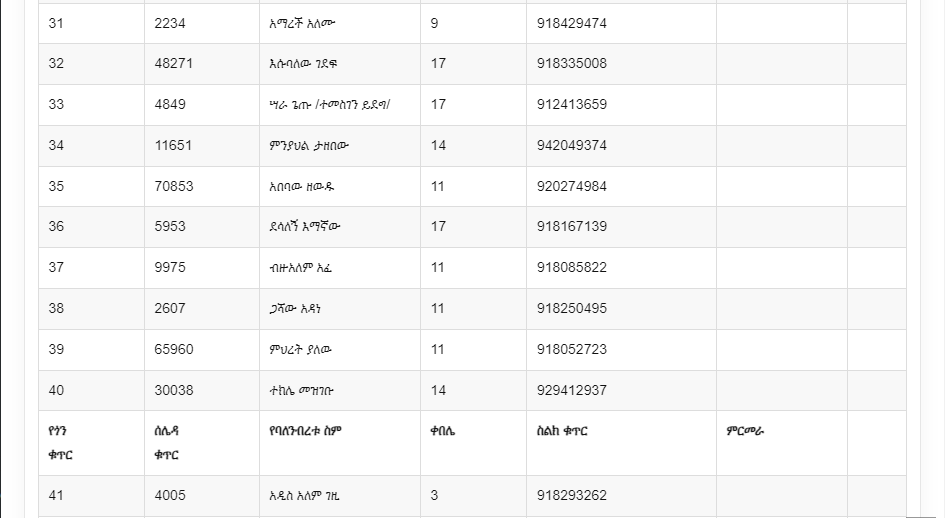 31 2234 አማረች አለሙ 9 918429474
32 48271 እሱባለው ገደፍ 17 918335008
33 4849 ሣራ ጌጡ /ተመስገን ይደግ/ 17 912413659
34 11651 ምንያህል ታዘበው 14 942049374
35 70853 አበባው ዘውዱ 11 920274984
36 5953 ደሳለኝ እማኛው 17 918167139
37 9975 ብዙአለም አፈ 11 918085822
38 2607 ጋሻው አዳነ 11 918250495
39 65960 ምህረት ያለው 11 918052723
40 30038 ተከሌ መዝገቡ 14 929412937
የጎን ሰሌዳ የባለንብረቱ ስም ቀበሌ ስልክ ቁጥር ምርመራ
ቁጥር ቁጥር
41 4005 አዲስ አለም ገዚ 3 918293262